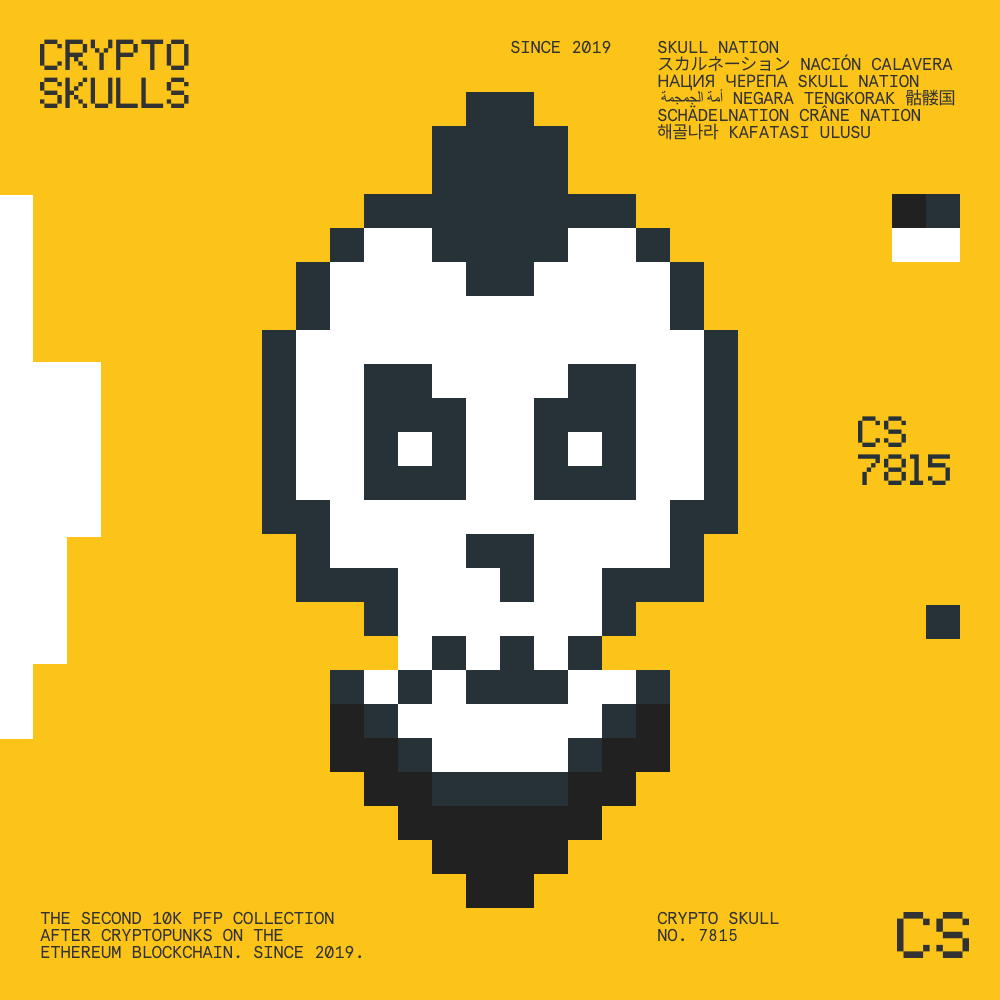 CRYPTO
SKULLS
SINCE 2019
SKULL NATION
スカルネーション NACIÓN CALAVERA
НАЦИЯ ЧЕРЕПА SKULL NATION
أمة الجمجمة NEGARA TENGKORAK 骷髅国
SCHÄDELNATION CRÂNE NATION
해골나라 KAFATASI ULUSU
CS
7815
THE SECOND 10K PFP COLLECTION
AFTER CRYPTOPUNKS ON THE
ETHEREUM BLOCKCHAIN. SINCE 2019.
CRYPTO SKULL
NO. 7815
CS